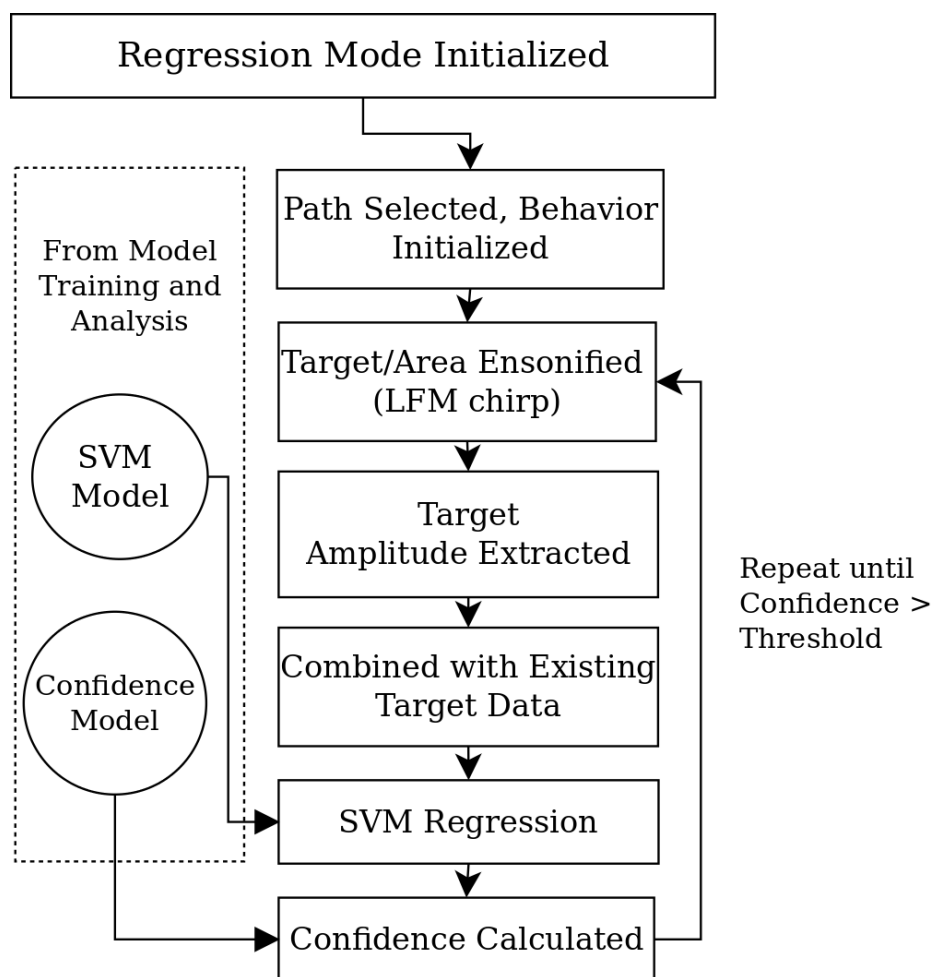 Regression Mode Initialized
Path Selected, Behavior
Initialized
From Model
Training and
Analysis
Target/Area Ensonified
(LFM chirp)
SVM
Model
Target
Amplitude Extracted
Repeat until
Confidence >
Threshold
Combined with Existing
Target Data
Confidence
Model
SVM Regression
Confidence Calculated